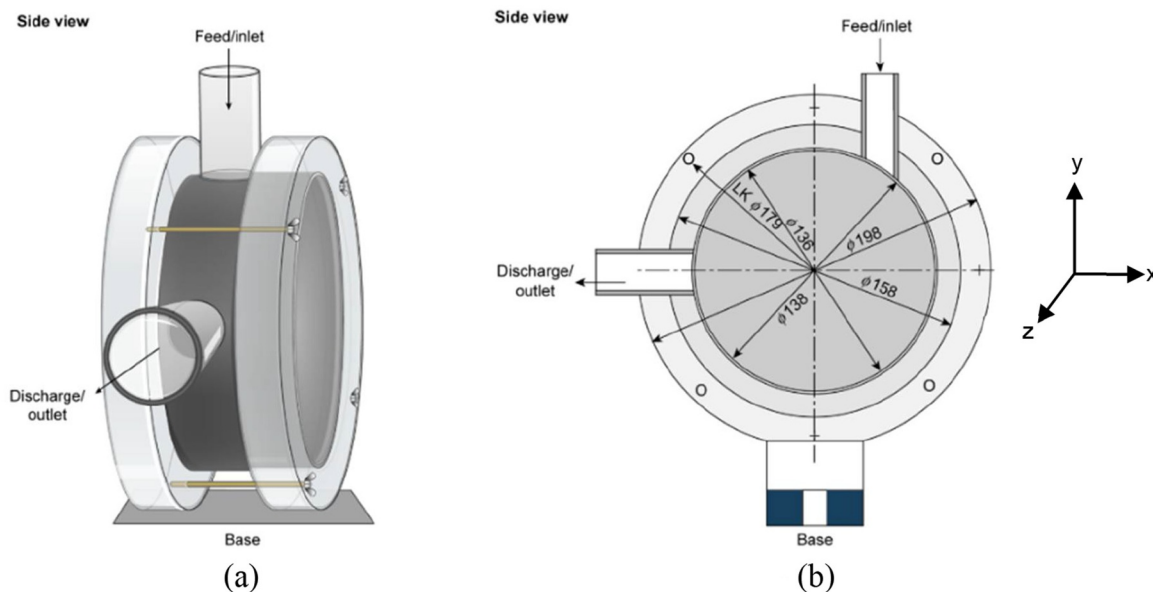 Side view
Feed/inlet
Discharge/
outlet
Base
(a)
Side view
Feed/inlet
LK ϕ179
ϕ136
ϕ198
ϕ158
ϕ138
Discharge/
outlet
Base
(b)
y
x
z